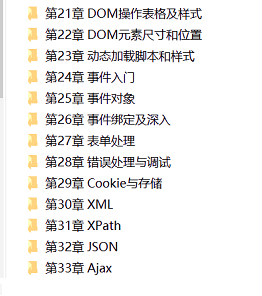 第21章 DOM操作表格及样式
第22章 DOM元素尺寸和位置
第23章 动态加载脚本和样式
第24章 事件入门
第25章 事件对象
第26章 事件绑定及深入
第27章 表单处理
第28章 错误处理与调试
第29章 Cookie与存储
第30章 XML
第31章 XPath
第32章 JSON
第33章 Ajax